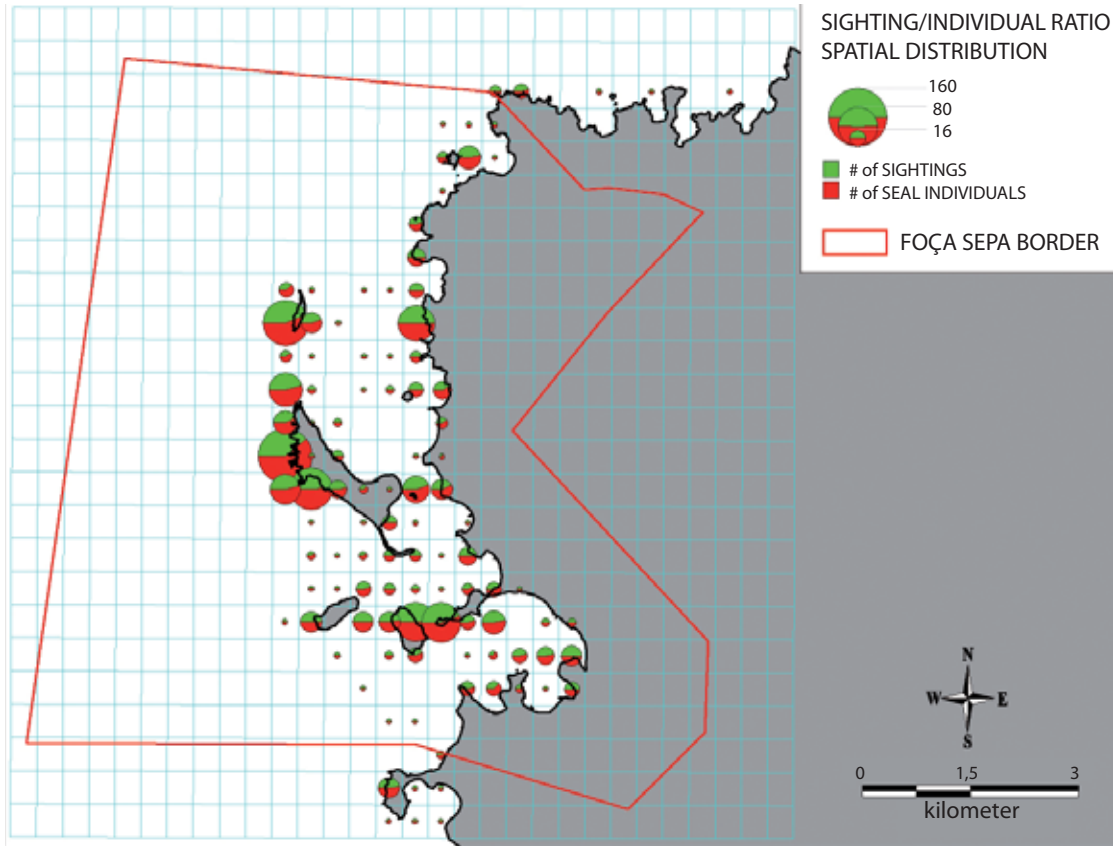 SIGHTING/INDIVIDUAL RATIO
SPATIAL DISTRIBUTION
160
80
16
# of SIGHTINGS
# of SEAL INDIVIDUALS
FOÇA SEPA BORDER
N
W E
S
0 1,5 3
kilometer